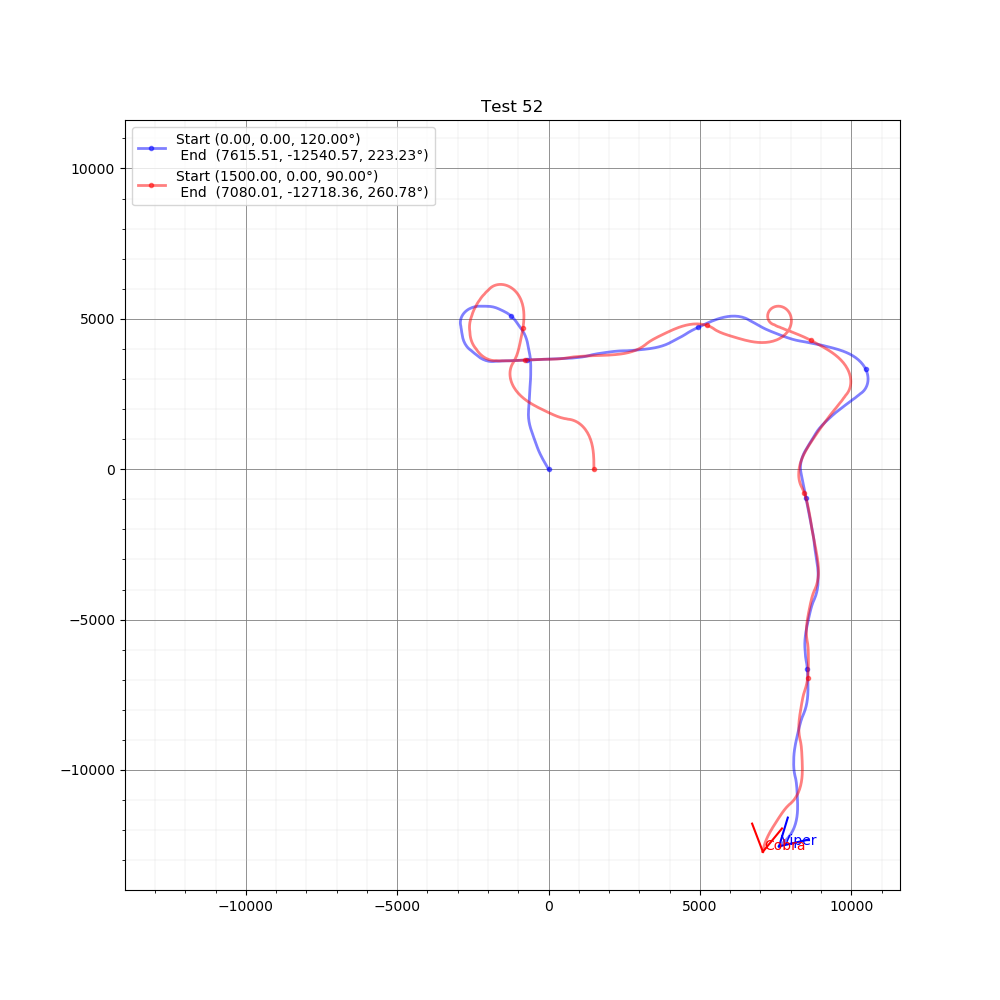 Test 52
Start (0.00, 0.00, 120.00°)
End  (7615.51, -12540.57, 223.23°)
Start (1500.00, 0.00, 90.00°)
End  (7080.01, -12718.36, 260.78°)
10000
5000
0
−5000
−10000
Viper
Cobra
−10000
−5000
0
5000
10000